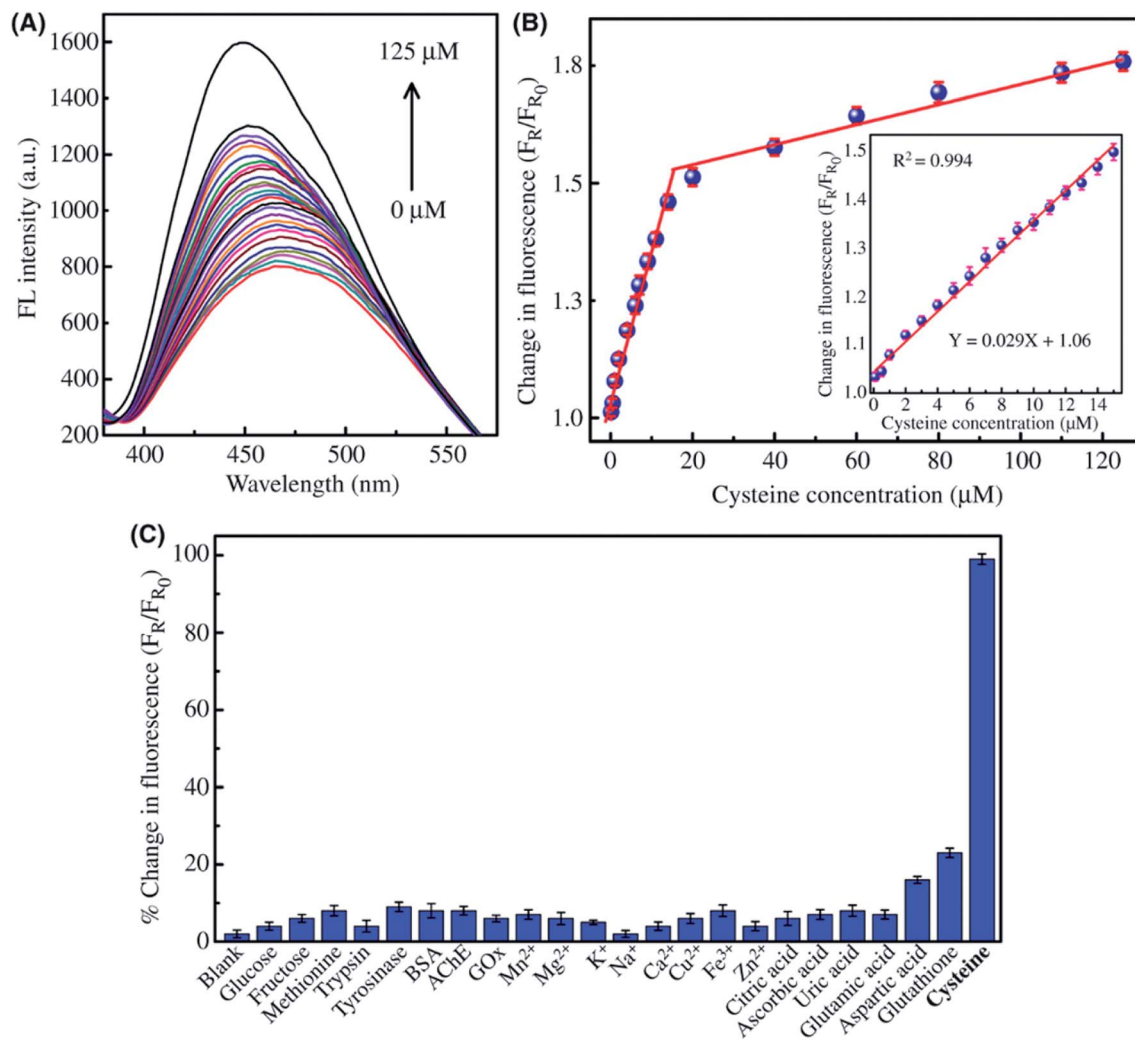 (A)
1600
1400
1200
1000
800
600
400
200
FL intensity (a.u.)
125 μM
0 μM
400
450
500
550
Wavelength (nm)
(B)
1.8
1.5
1.3
1.0
Change in fluorescence (F_R/F_R₀)
0
20
40
60
80
100
120
Cysteine concentration (μM)
1.5
1.4
1.3
1.2
1.1
1.0
Change in fluorescence (F_R/F_R₀)
R² = 0.994
Y = 0.029X + 1.06
0
2
4
6
8
10
12
14
Cysteine concentration (μM)
(C)
100
80
60
40
20
0
% Change in fluorescence (F_R/F_R₀)
Blank
Glucose
Fructose
Methionine
Trypsin
Tyrosinase
BSA
AChE
GOx
Mn²⁺
Mg²⁺
K⁺
Na⁺
Ca²⁺
Cu²⁺
Fe³⁺
Zn²⁺
Citric acid
Ascorbic acid
Uric acid
Glutamic acid
Aspartic acid
Glutathione
Cysteine